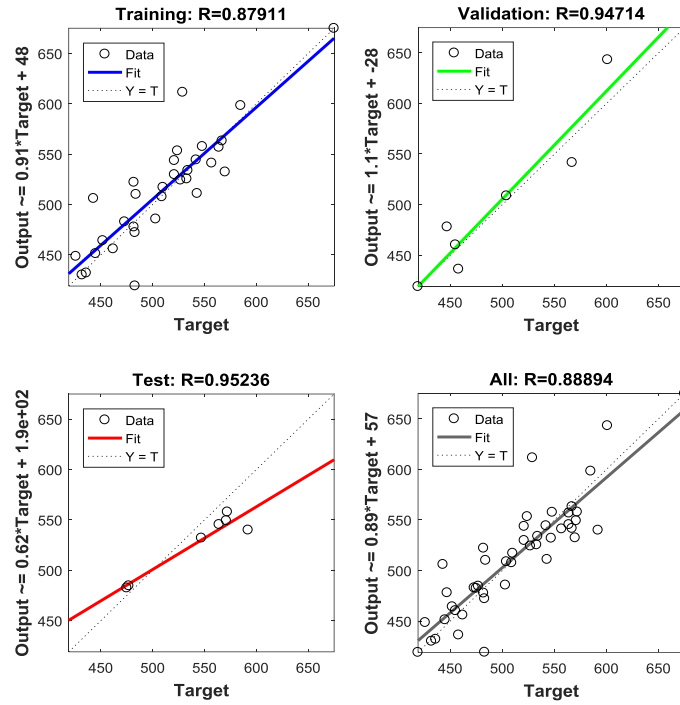 Training: R=0.87911
Output ~= 0.91*Target + 48
650
600
550
500
450
Data
Fit
Y = T
450 500 550 600 650
Target
Validation: R=0.94714
Output ~= 1.1*Target + -28
650
600
550
500
450
Data
Fit
Y = T
450 500 550 600 650
Target
Test: R=0.95236
Output ~= 0.62*Target + 1.9e+02
650
600
550
500
450
Data
Fit
Y = T
450 500 550 600 650
Target
All: R=0.88894
Output ~= 0.89*Target + 57
650
600
550
500
450
Data
Fit
Y = T
450 500 550 600 650
Target